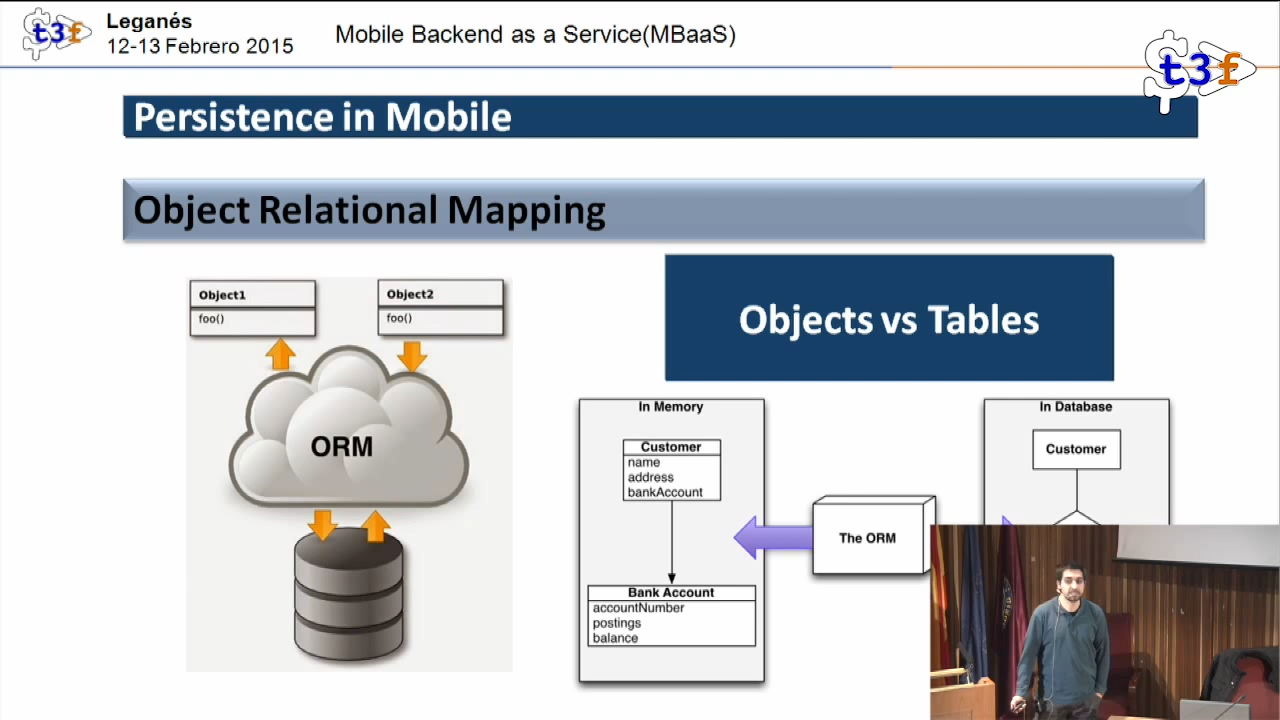 t3f
Leganés
12-13 Febrero 2015
Mobile Backend as a Service(MBaaS)
t3f
Persistence in Mobile
Object Relational Mapping
Object1
foo()
Object2
foo()
ORM
Objects vs Tables
In Memory
Customer
name
address
bankAccount
Bank Account
accountNumber
postings
balance
The ORM
In Database
Customer